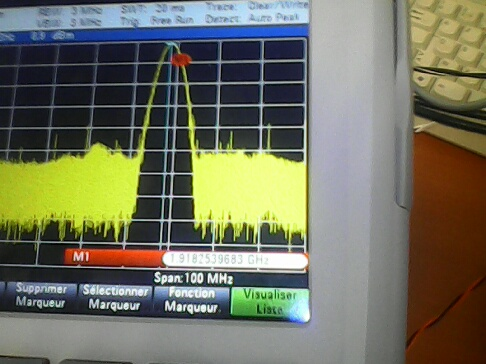 RBW: 3 MHz SWT: 20 ms Trace: Clear/Write
VBW: 3 MHz Trig: Free Run Detect: Auto Peak
dBm
M1 1.9182539683 GHz
Span: 100 MHz
Supprimer Marqueur
Sélectionner Marqueur
Fonction Marqueur
Visualiser Liste